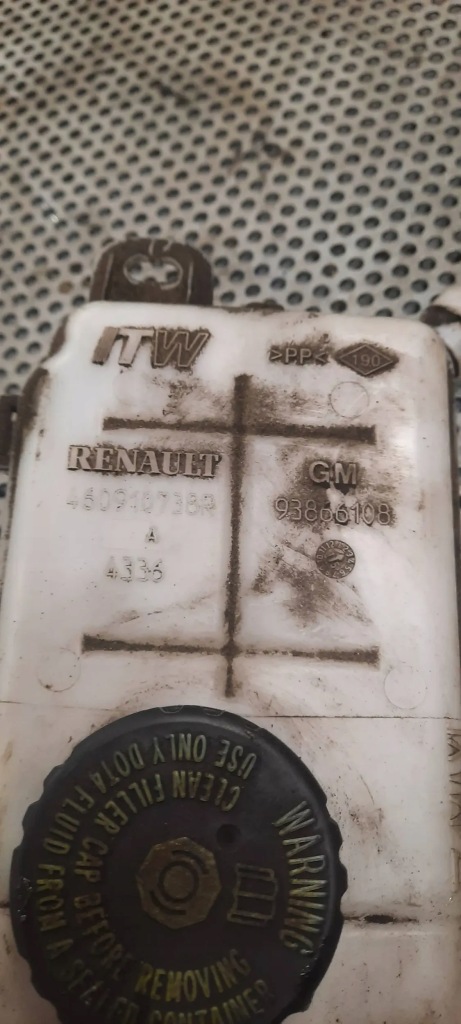 ITW
>PP< 190
RENAULT
460910738R
A
4336
GM
93866108
WARNING
CLEAN FILLER CAP BEFORE REMOVING
USE ONLY DOT4 FLUID FROM A SEALED CONTAINER